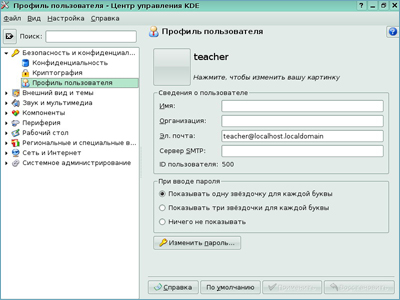 Профиль пользователя - Центр управления KDE
Файл Вид Настройка Справка
Поиск:
Безопасность и конфиденциал...
Конфиденциальность
Криптография
Профиль пользователя
Внешний вид и темы
Звук и мультимедиа
Компоненты
Периферия
Рабочий стол
Региональные и специальные в...
Сеть и Интернет
Системное администрирование
Профиль пользователя
teacher
Нажмите, чтобы изменить вашу картинку
Сведения о пользователе
Имя:
Организация:
Эл. почта: teacher@localhost.localdomain
Сервер SMTP:
ID пользователя: 500
При вводе пароля
Показывать одну звёздочку для каждой буквы
Показывать три звёздочки для каждой буквы
Ничего не показывать
Изменить пароль...
Справка По умолчанию